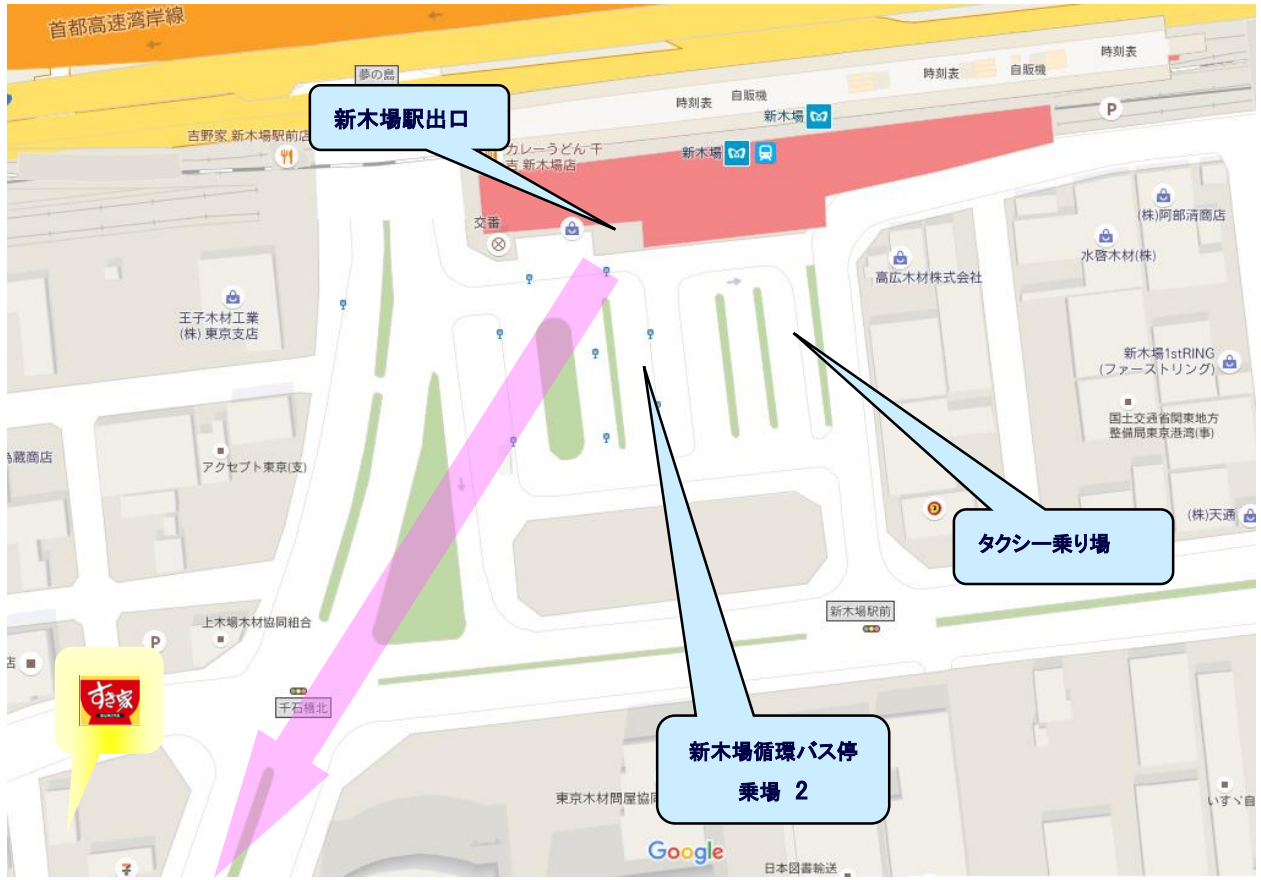 首都高速湾岸線
夢の島
時刻表
時刻表
自販機
時刻表
自販機
新木場
新木場
P
新木場駅出口
吉野家 新木場駅前店
カレーうどん 千
吉 新木場店
交番
(株)阿部清商店
水啓木材(株)
高広木材株式会社
王子木材工業
(株) 東京支店
新木場1stRING
(ファーストリング)
国土交通省関東地方
整備局東京港湾(事)
蔵商店
アクセプト東京(支)
(株)天通
タクシー乗り場
新木場駅前
上木場木材協同組合
P
店
すき家
千石橋北
新木場循環バス停
乗場 2
東京木材問屋協同
いすゞ自
Google
日本図書輸送